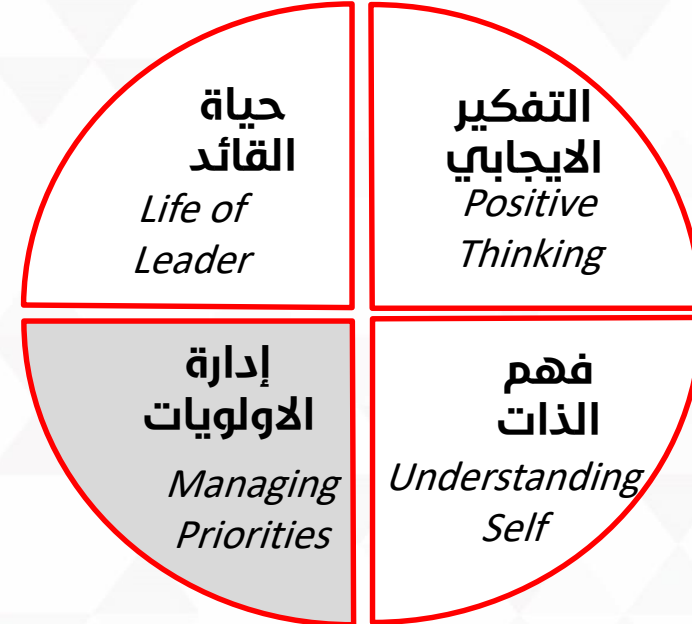 حياة
القائد
Life of
Leader
التفكير
الايجابي
Positive
Thinking
إدارة
الاولويات
Managing
Priorities
فهم
الذات
Understanding
Self